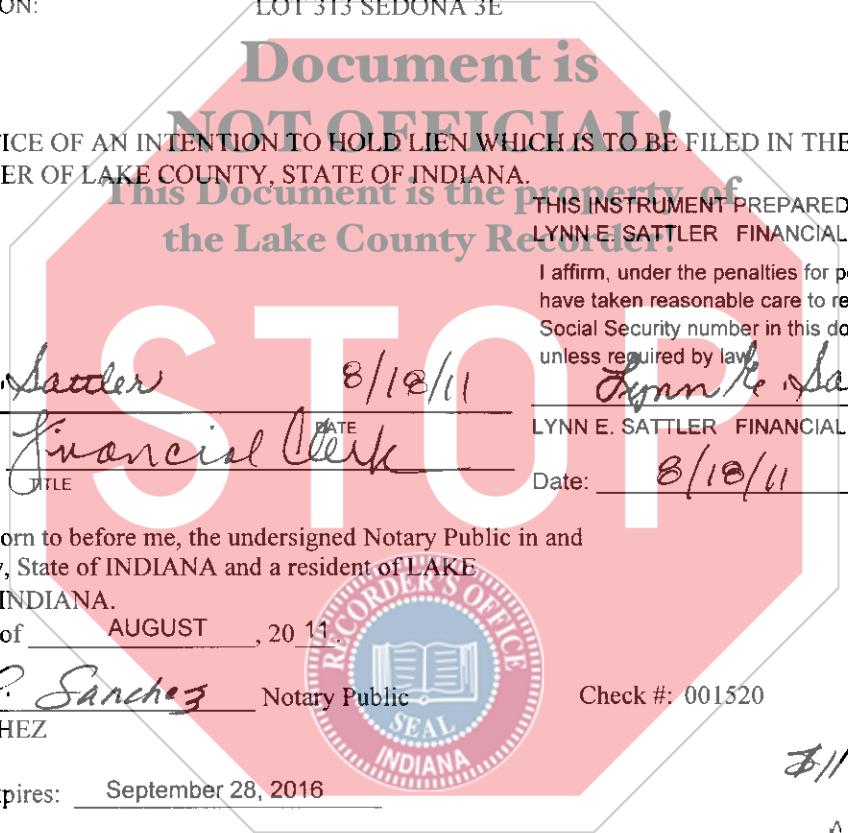 ON: LOT 313 SEDONA 3E
Document is
NOT OFFICIAL!
ICE OF AN INTENTION TO HOLD LIEN WHICH IS TO BE FILED IN THE
ER OF LAKE COUNTY, STATE OF INDIANA.
This Document is the property of
the Lake County Recorder!
THIS INSTRUMENT PREPARED
LYNN E. SATTLER FINANCIAL
I affirm, under the penalties for pe
have taken reasonable care to re
Social Security number in this do
unless required by law.
STOP
Sattler 8/18/11
DATE
Lynn E. Sa
LYNN E. SATTLER FINANCIAL
Financial Clerk
TITLE
Date: 8/18/11
orn to before me, the undersigned Notary Public in and
, State of INDIANA and a resident of LAKE
INDIANA.
of AUGUST , 20 11.
RECORDER'S OFFICE
SEAL
INDIANA
Sanchez Notary Public
Check #: 001520
HEZ
$11
pires: September 28, 2016